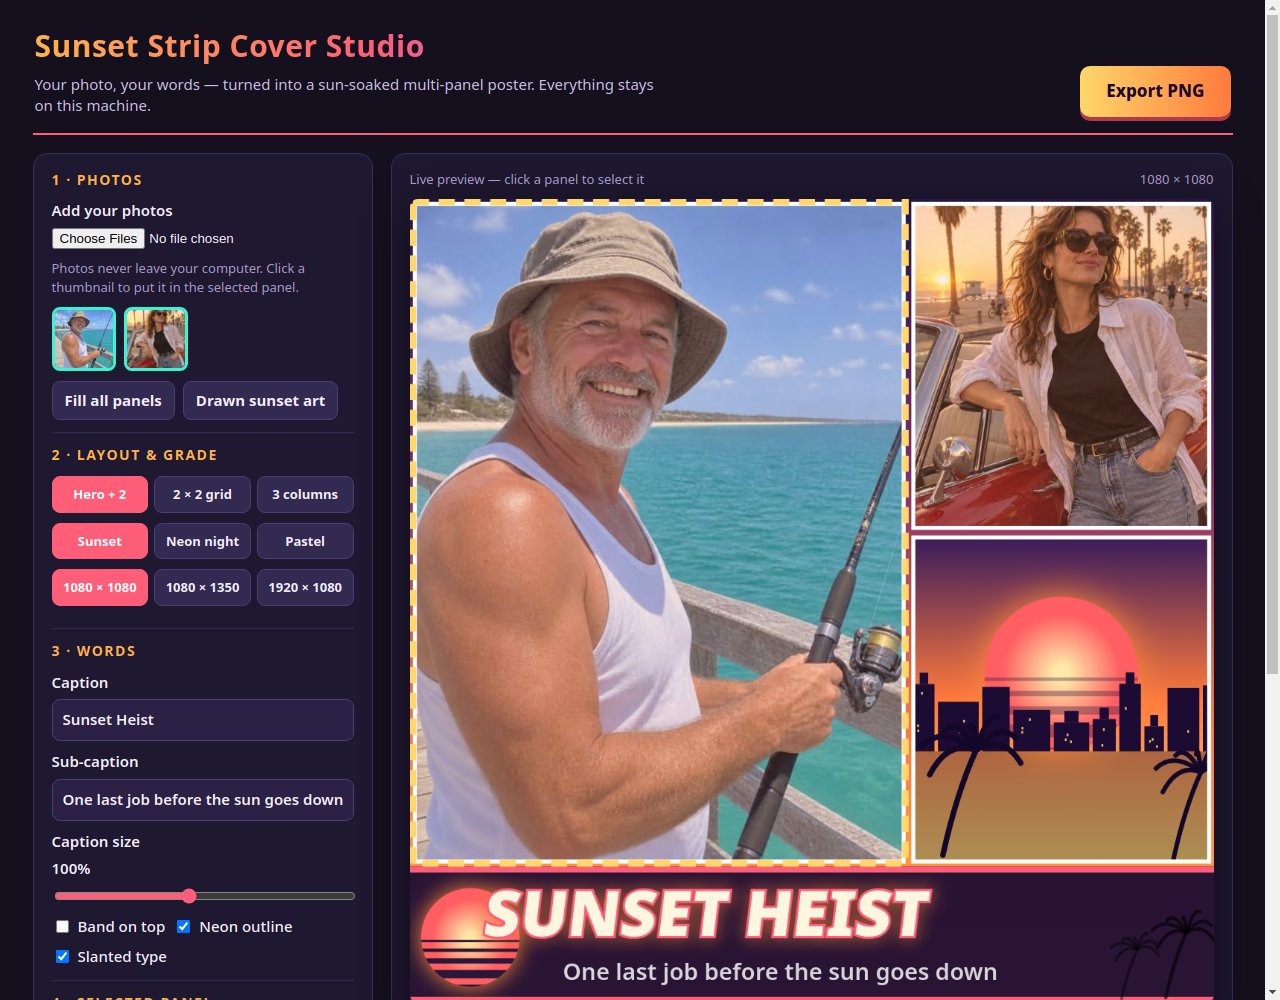 Sunset Strip Cover Studio
Your photo, your words — turned into a sun-soaked multi-panel poster. Everything stays
on this machine.
Export PNG
1 · PHOTOS
Add your photos
Choose Files No file chosen
Photos never leave your computer. Click a
thumbnail to put it in the selected panel.
Fill all panels
Drawn sunset art
2 · LAYOUT & GRADE
Hero + 2
2 × 2 grid
3 columns
Sunset
Neon night
Pastel
1080 × 1080
1080 × 1350
1920 × 1080
3 · WORDS
Caption
Sunset Heist
Sub-caption
One last job before the sun goes down
Caption size
100%
Band on top
Neon outline
Slanted type
Live preview — click a panel to select it
1080 × 1080
SUNSET HEIST
One last job before the sun goes down